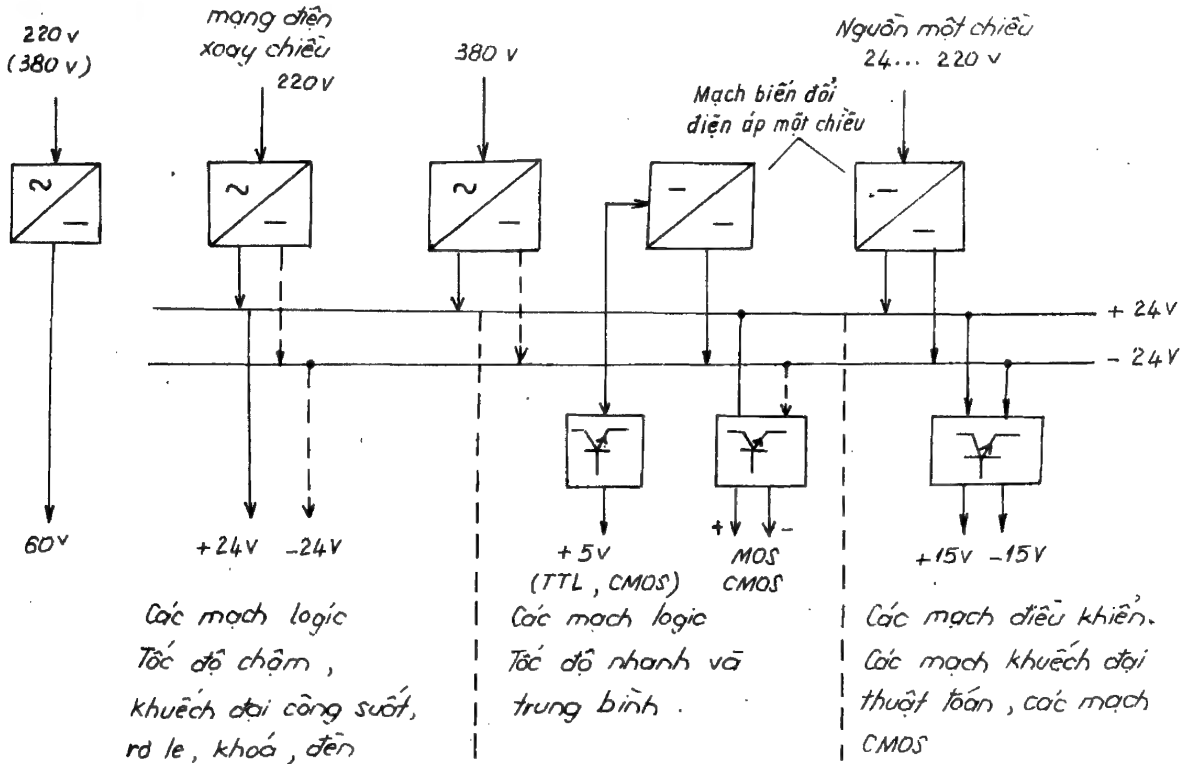 220 v
(380 v)
mạng điện
xoay chiều
220 v
380 v
Nguồn một chiều
24... 220 v
Mạch biến đổi
điện áp một chiều
~
–
~
–
~
–
–
–
–
–
+ 24 V
- 24 V
60 v
+24V -24V
+5v
(TTL, CMOS)
+ -
MOS
CMOS
+15V -15V
Các mạch logic
Tốc độ chậm,
khuếch đại công suất,
rơ le, khoá, đèn
Các mạch logic
Tốc độ nhanh và
trung bình.
Các mạch điều khiển.
Các mạch khuếch đại
thuật toán, các mạch
CMOS